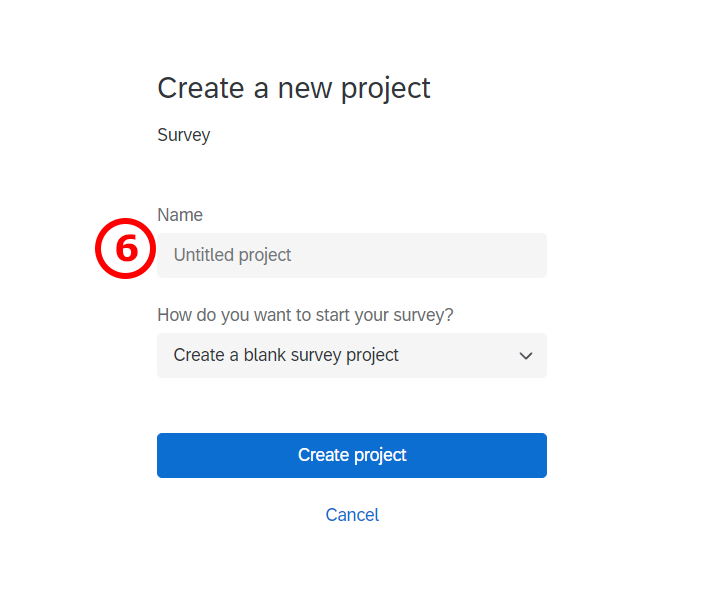 Create a new project
Survey
Name
6
Untitled project
How do you want to start your survey?
Create a blank survey project
Create project
Cancel